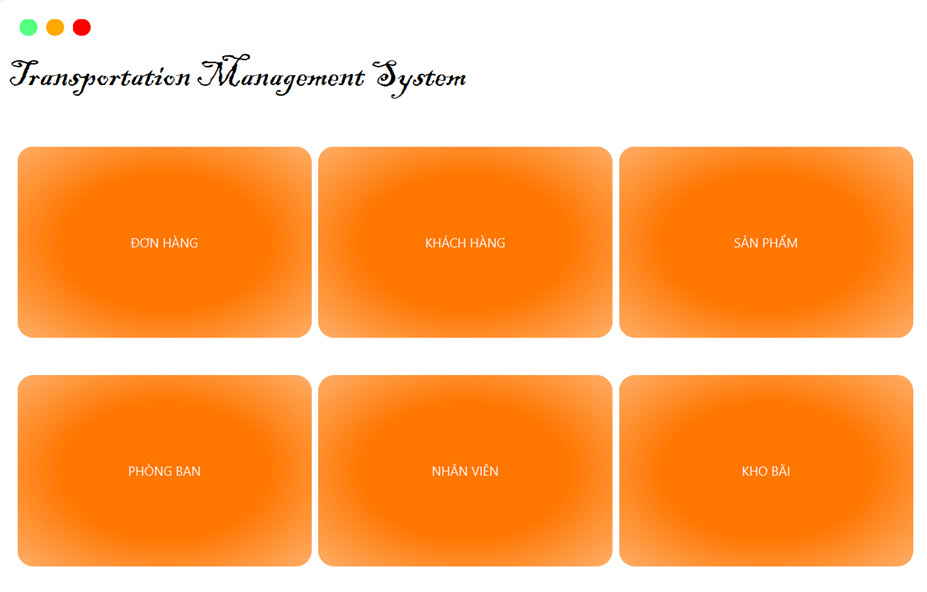 Transportation Management System
ĐƠN HÀNG
KHÁCH HÀNG
SẢN PHẨM
PHÒNG BAN
NHÂN VIÊN
KHO BÃI